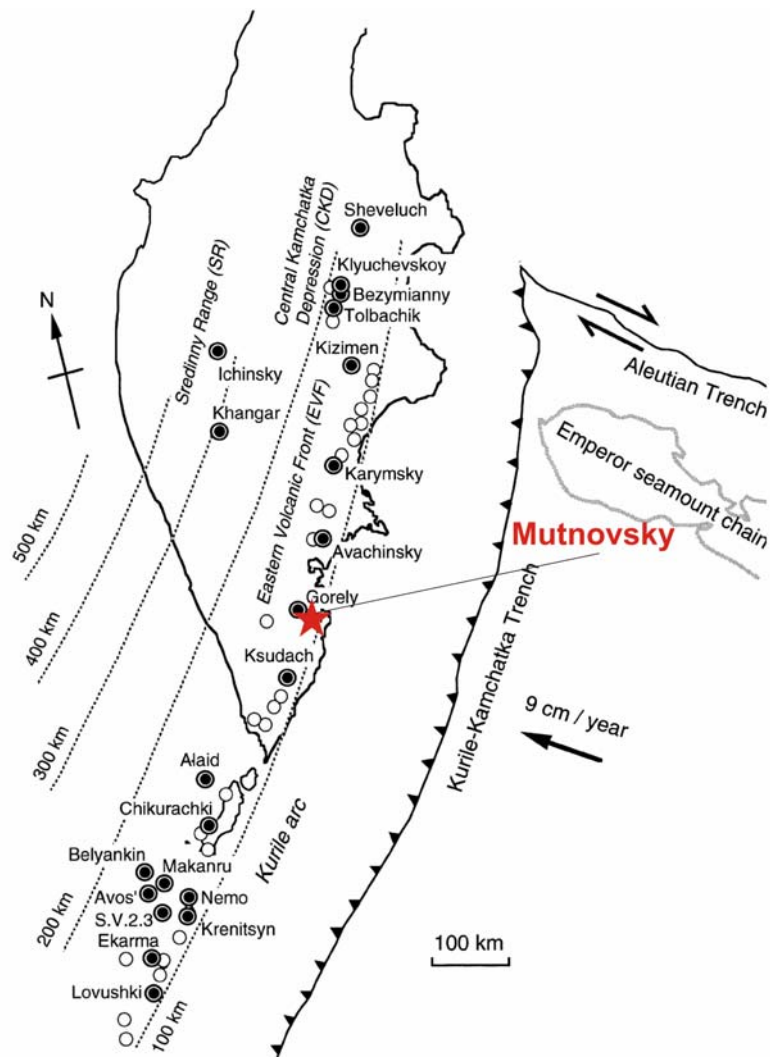 Sheveluch
Central Kamchatka
Depression (CKD)
Klyuchevskoy
Bezymianny
Tolbachik
Sredinny Range (SR)
N
Kizimen
Ichinsky
Aleutian Trench
Khangar
Eastern Volcanic Front (EVF)
Emperor seamount chain
Karymsky
500 km
Mutnovsky
Avachinsky
400 km
Gorely
Kurile-Kamchatka Trench
Ksudach
9 cm / year
300 km
Alaid
Chikurachki
Kurile arc
Belyankin
Makanru
Avos'
Nemo
S.V.2.3
Krenitsyn
200 km
Ekarma
100 km
Lovushki
100 km